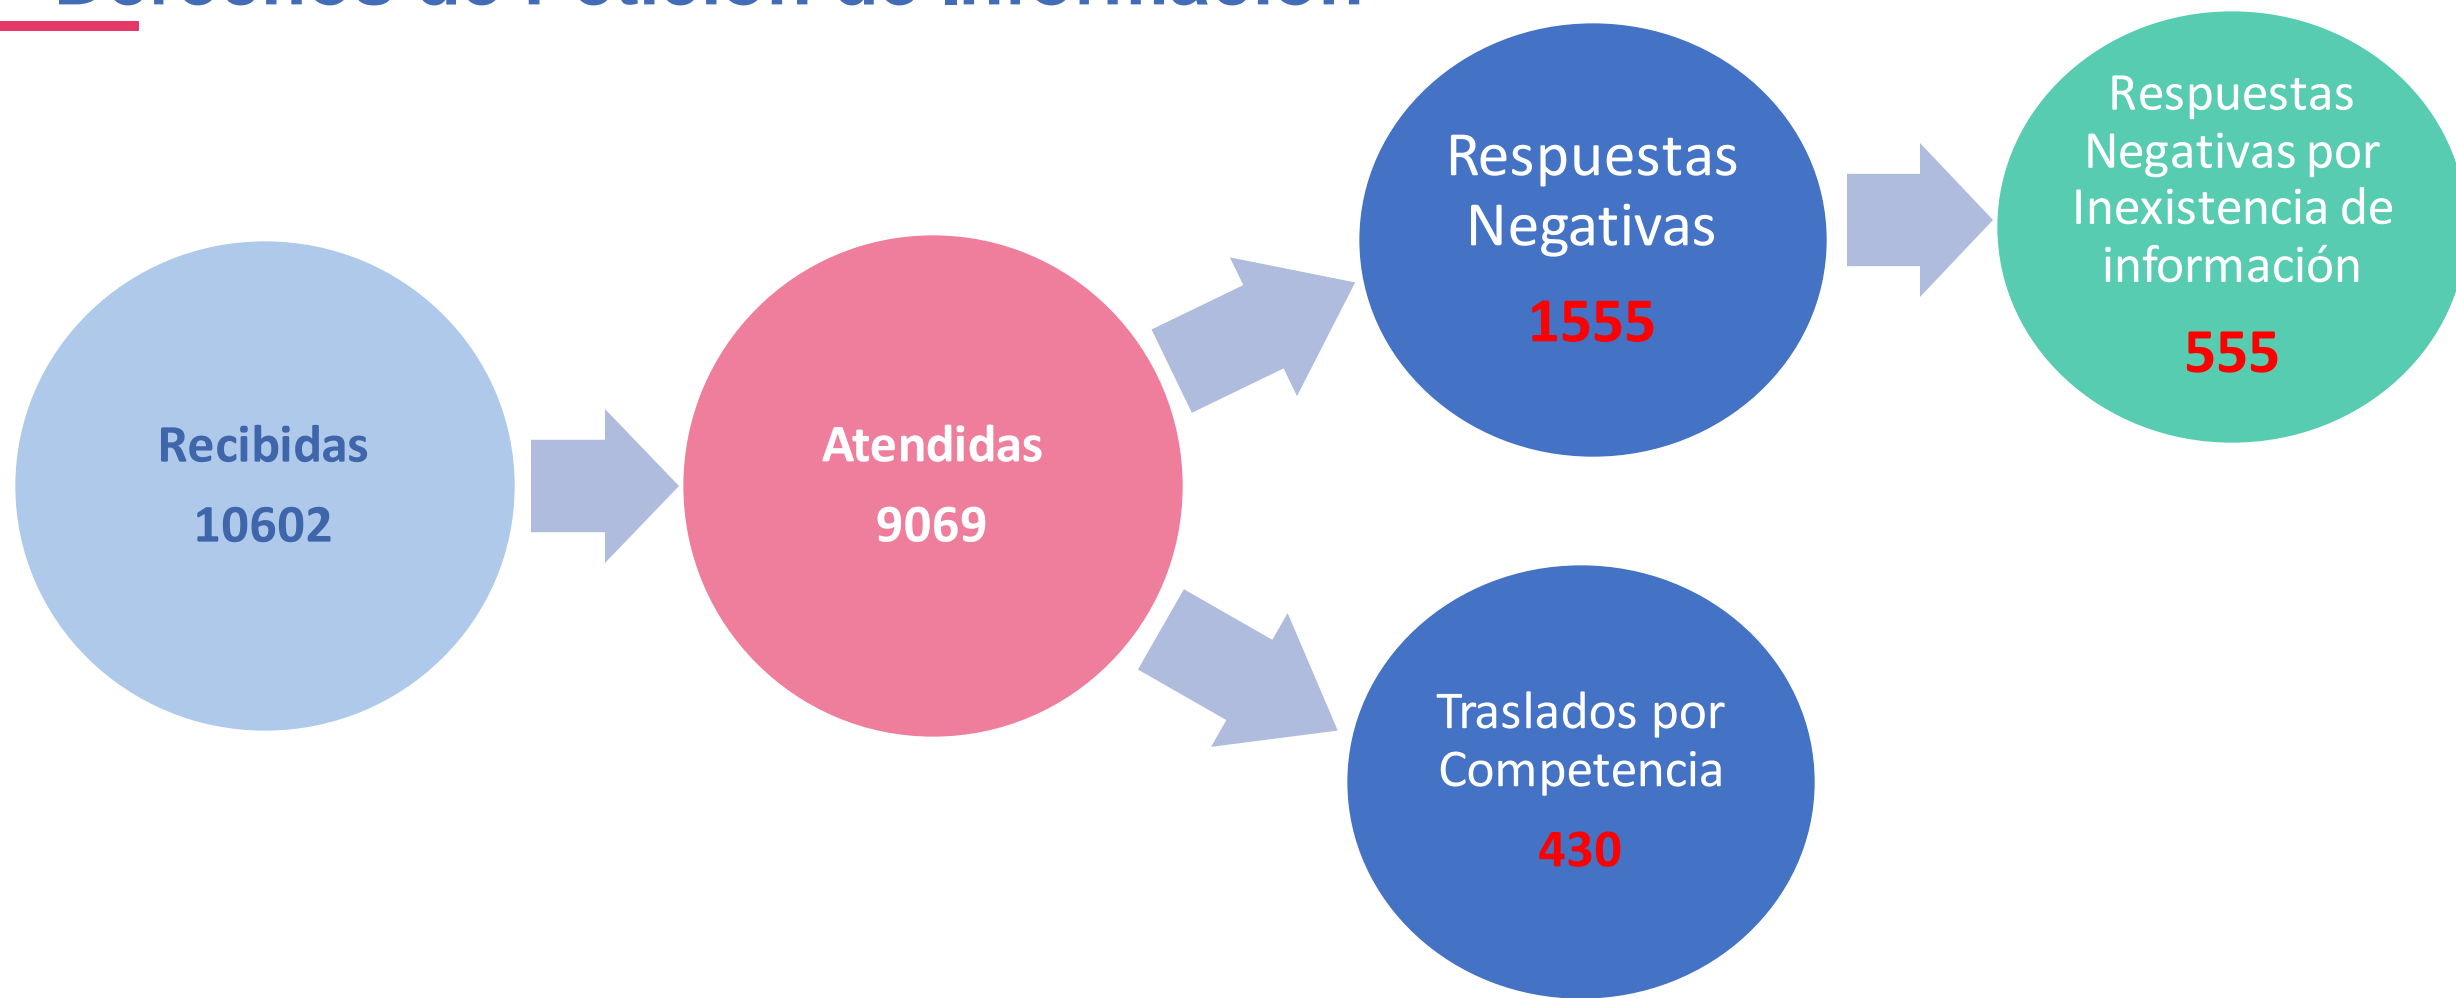 Recibidas
10602
Atendidas
9069
Respuestas
Negativas
1555
Respuestas
Negativas por
Inexistencia de
información
555
Traslados por
Competencia
430